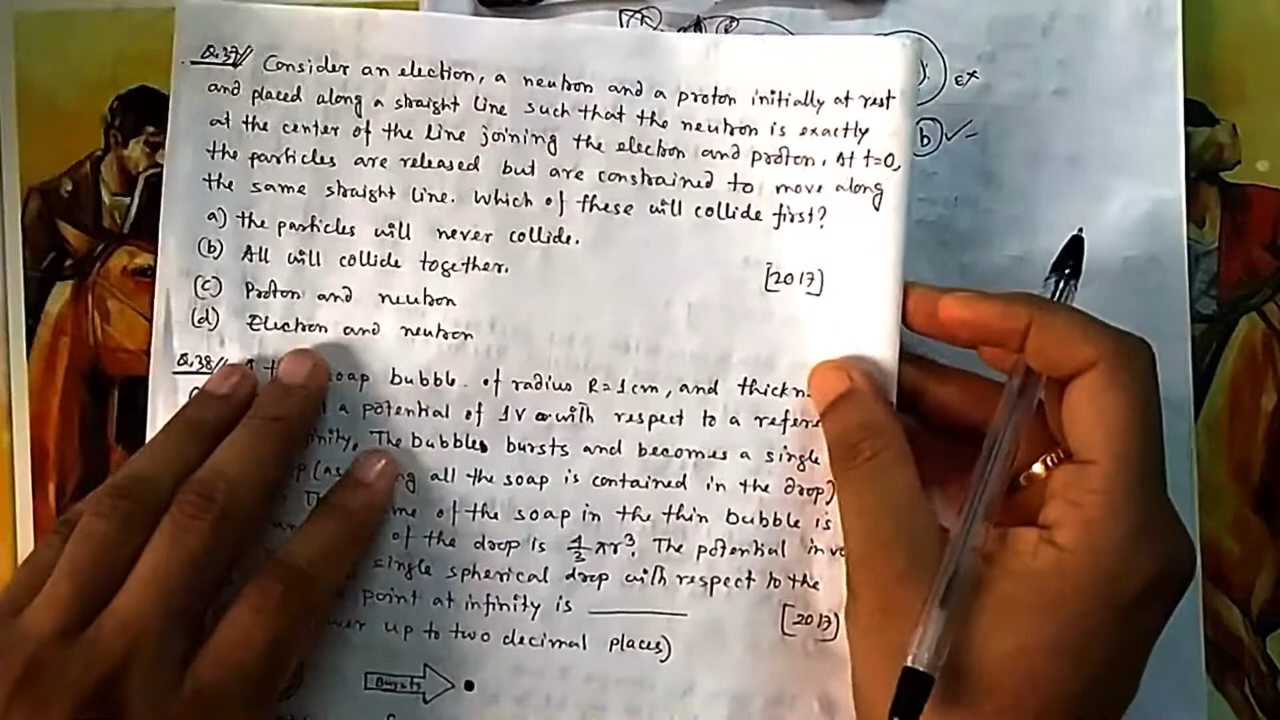 Q.37// Consider an election, a neutron and a proton initially at rest
and placed along a straight line such that the neutron is exactly
at the center of the line joining the electron and proton. At t=0,
the particles are released but are constrained to move along
the same straight line. Which of these will collide first?
a) the particles will never collide.
(b) All will collide together. [2017]
(c) Proton and neutron
(d) Electron and neutron
Q.38// soap bubble of radius R=1cm, and
a potential of 1V with respect to a
The bubbles bursts and becomes a single
all the soap is contained in the drop)
of the soap in the thin bubble is
of the drop is 4/3 πr³. The potential in
single spherical drop with respect to the
point at infinity is ______ [2017]
up to two decimal places)
Bursts
ex
b) ✓